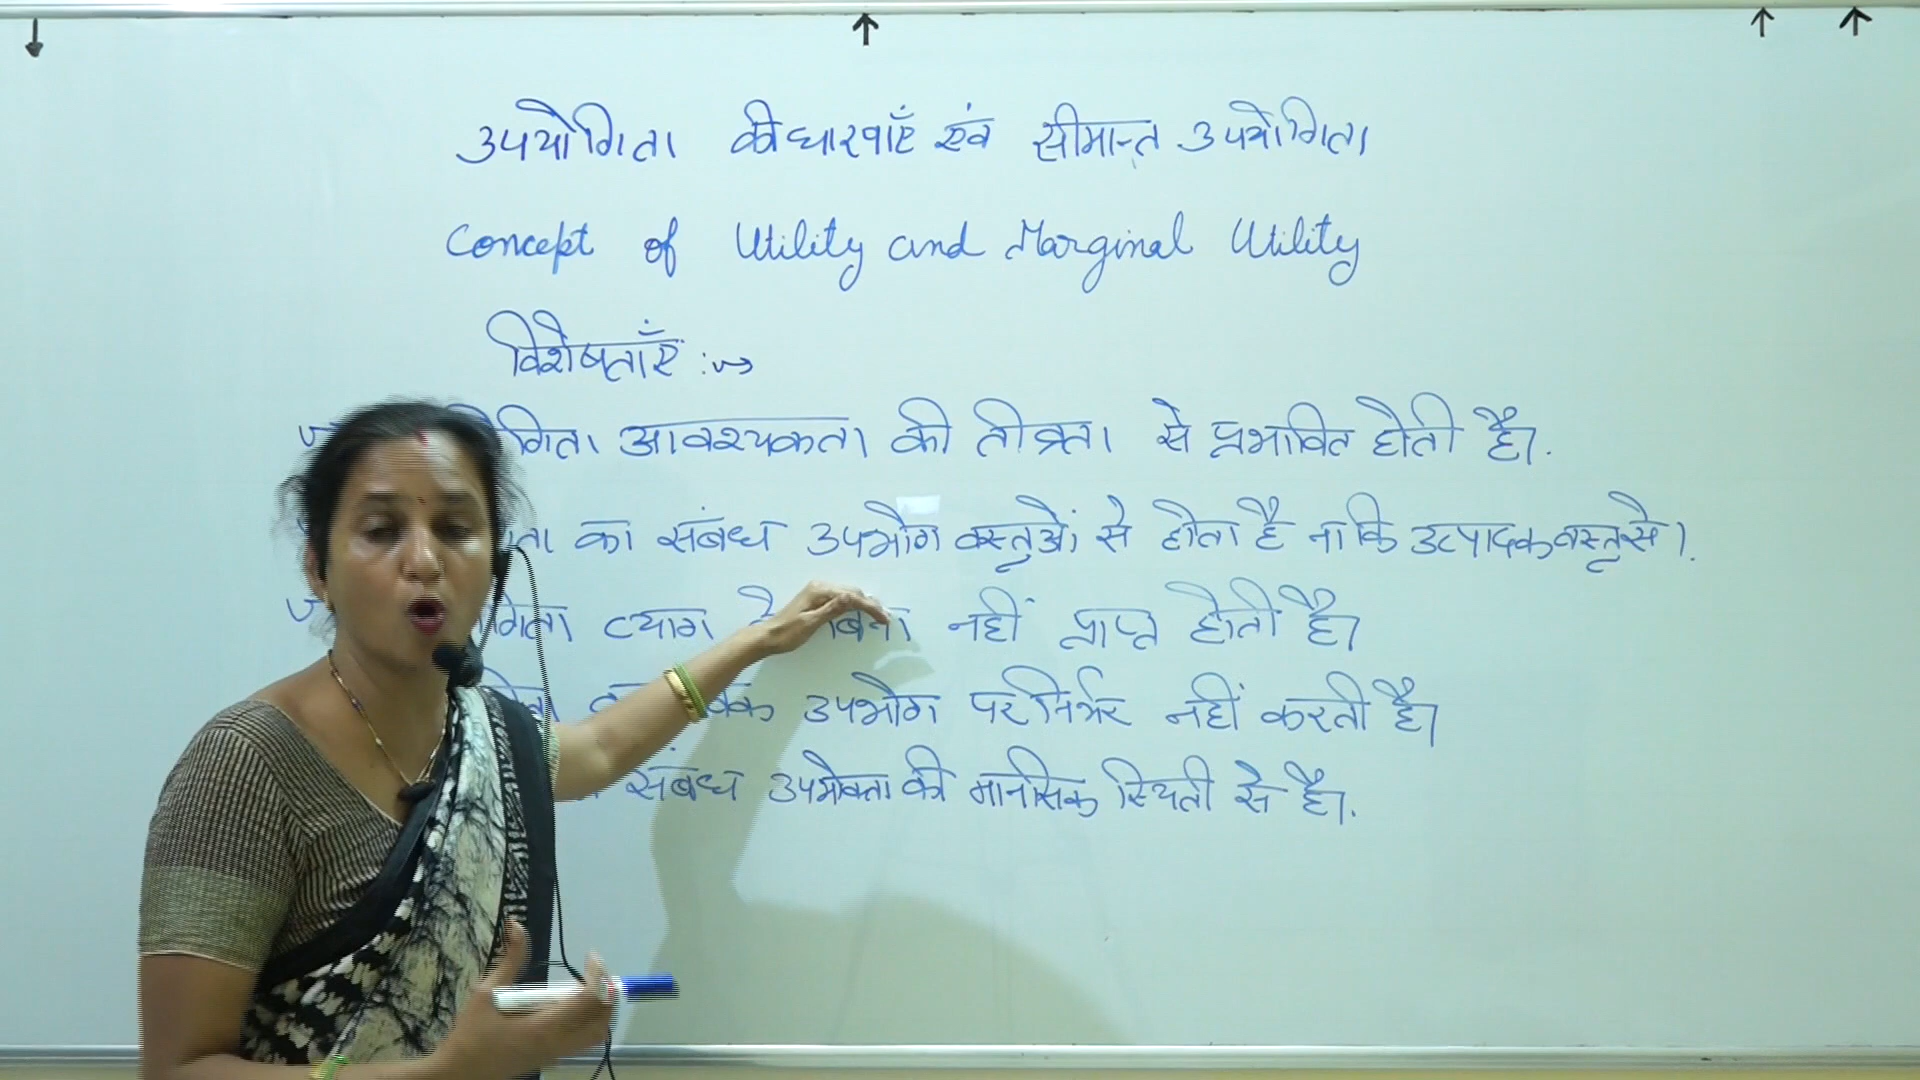 उपयोगिता की धारणाएँ एंव सीमान्त उपयोगिता
Concept of Utility and Marginal Utility
विशेषताएँ :→
आवश्यकता की तीव्रता से प्रभावित होती है।
का संबंध उपभोग वस्तुओं से होता है ना कि उत्पादक वस्तु से।
त्याग के बिना नहीं प्राप्त होती है।
उपभोग पर निर्भर नहीं करती है।
संबंध उपभोक्ता की मानसिक स्थिती से है।